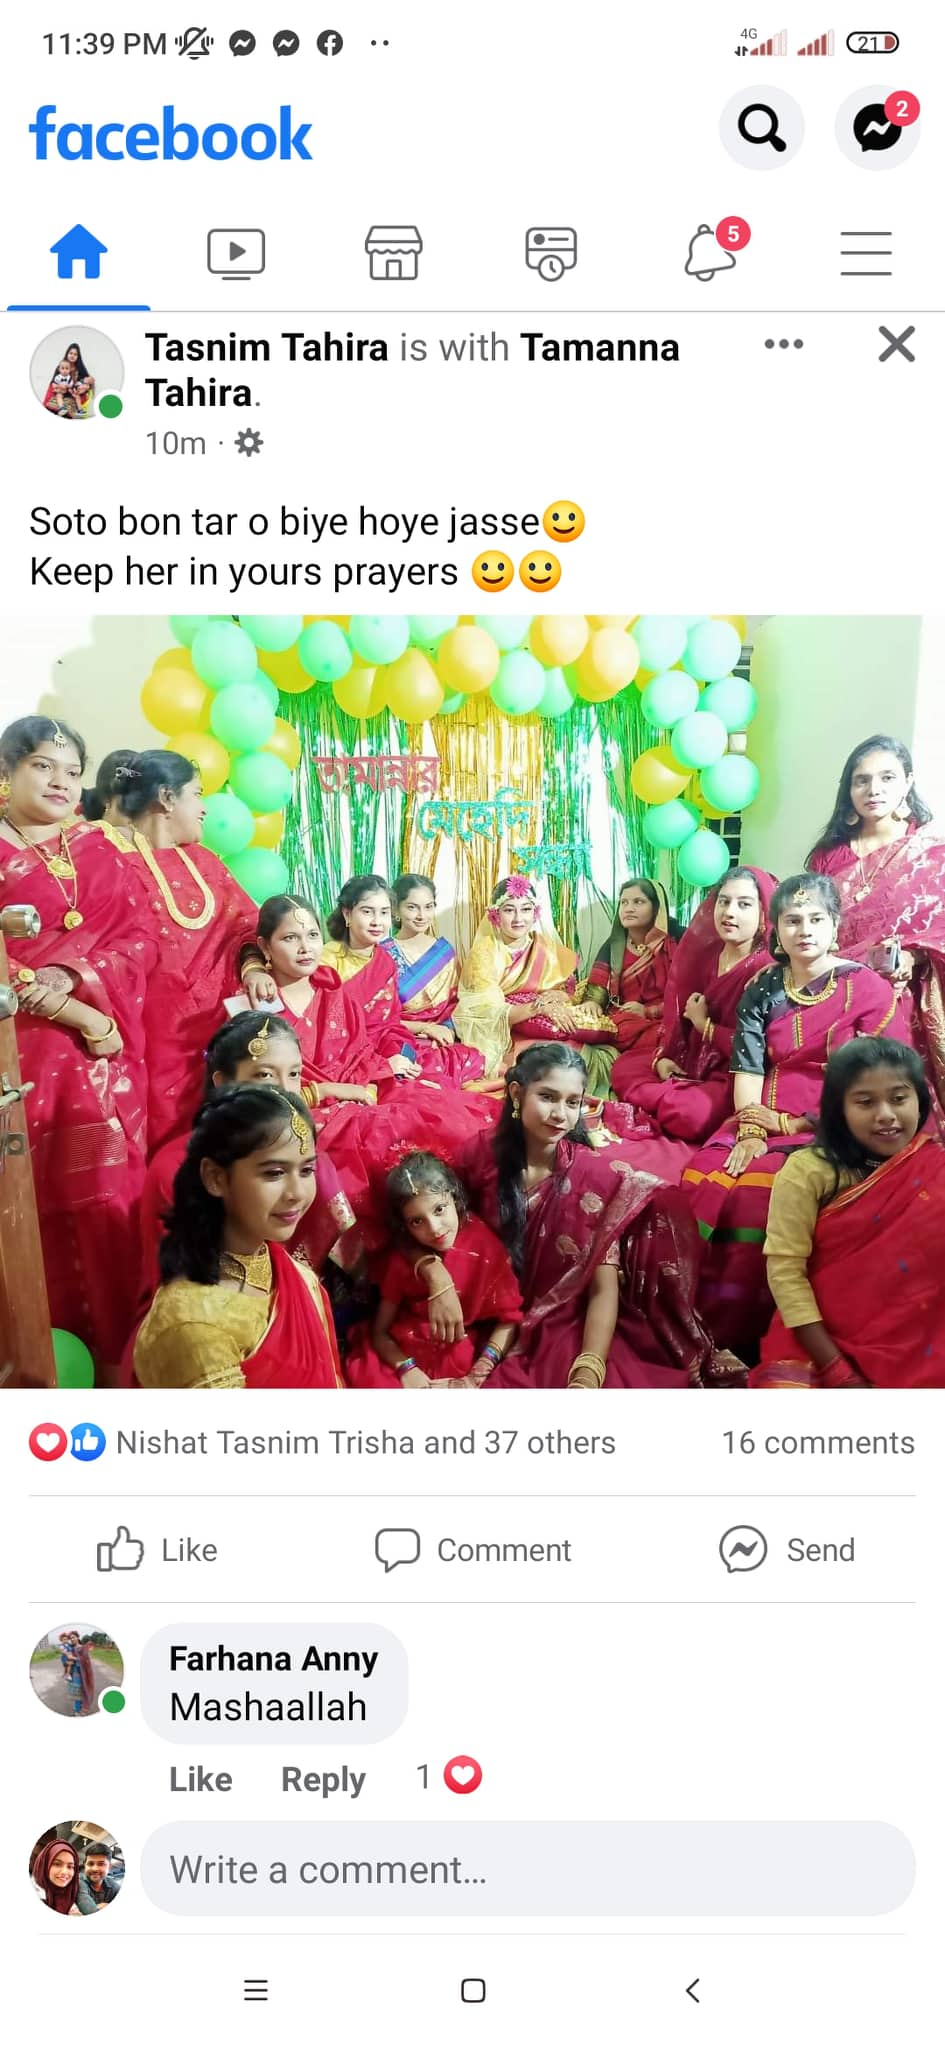 11:39 PM
4G
21
facebook
2
5
Tasnim Tahira is with Tamanna
Tahira.
10m ·
Soto bon tar o biye hoye jasse🙂
Keep her in yours prayers 🙂🙂
তামান্নার
মেহেদি
Nishat Tasnim Trisha and 37 others
16 comments
Like
Comment
Send
Farhana Anny
Mashaallah
Like
Reply
1
Write a comment...